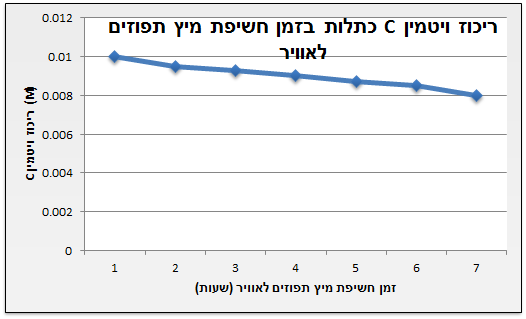 ריכוז ויטמין C כתלות בזמן חשיפת מיץ תפוזים
לאוויר
0.012
0.01
0.008
0.006
0.004
0.002
0
ריכוז ויטמין C (M)
1 2 3 4 5 6 7
זמן חשיפת מיץ תפוזים לאוויר (שעות)